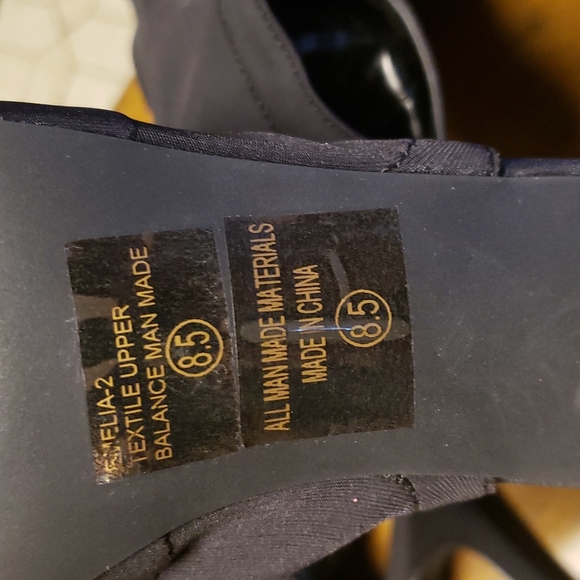 TEXTILE UPPER
BALANCE MAN MADE
8.5
ALL MAN MADE MATERIALS
MADE IN CHINA
8.5